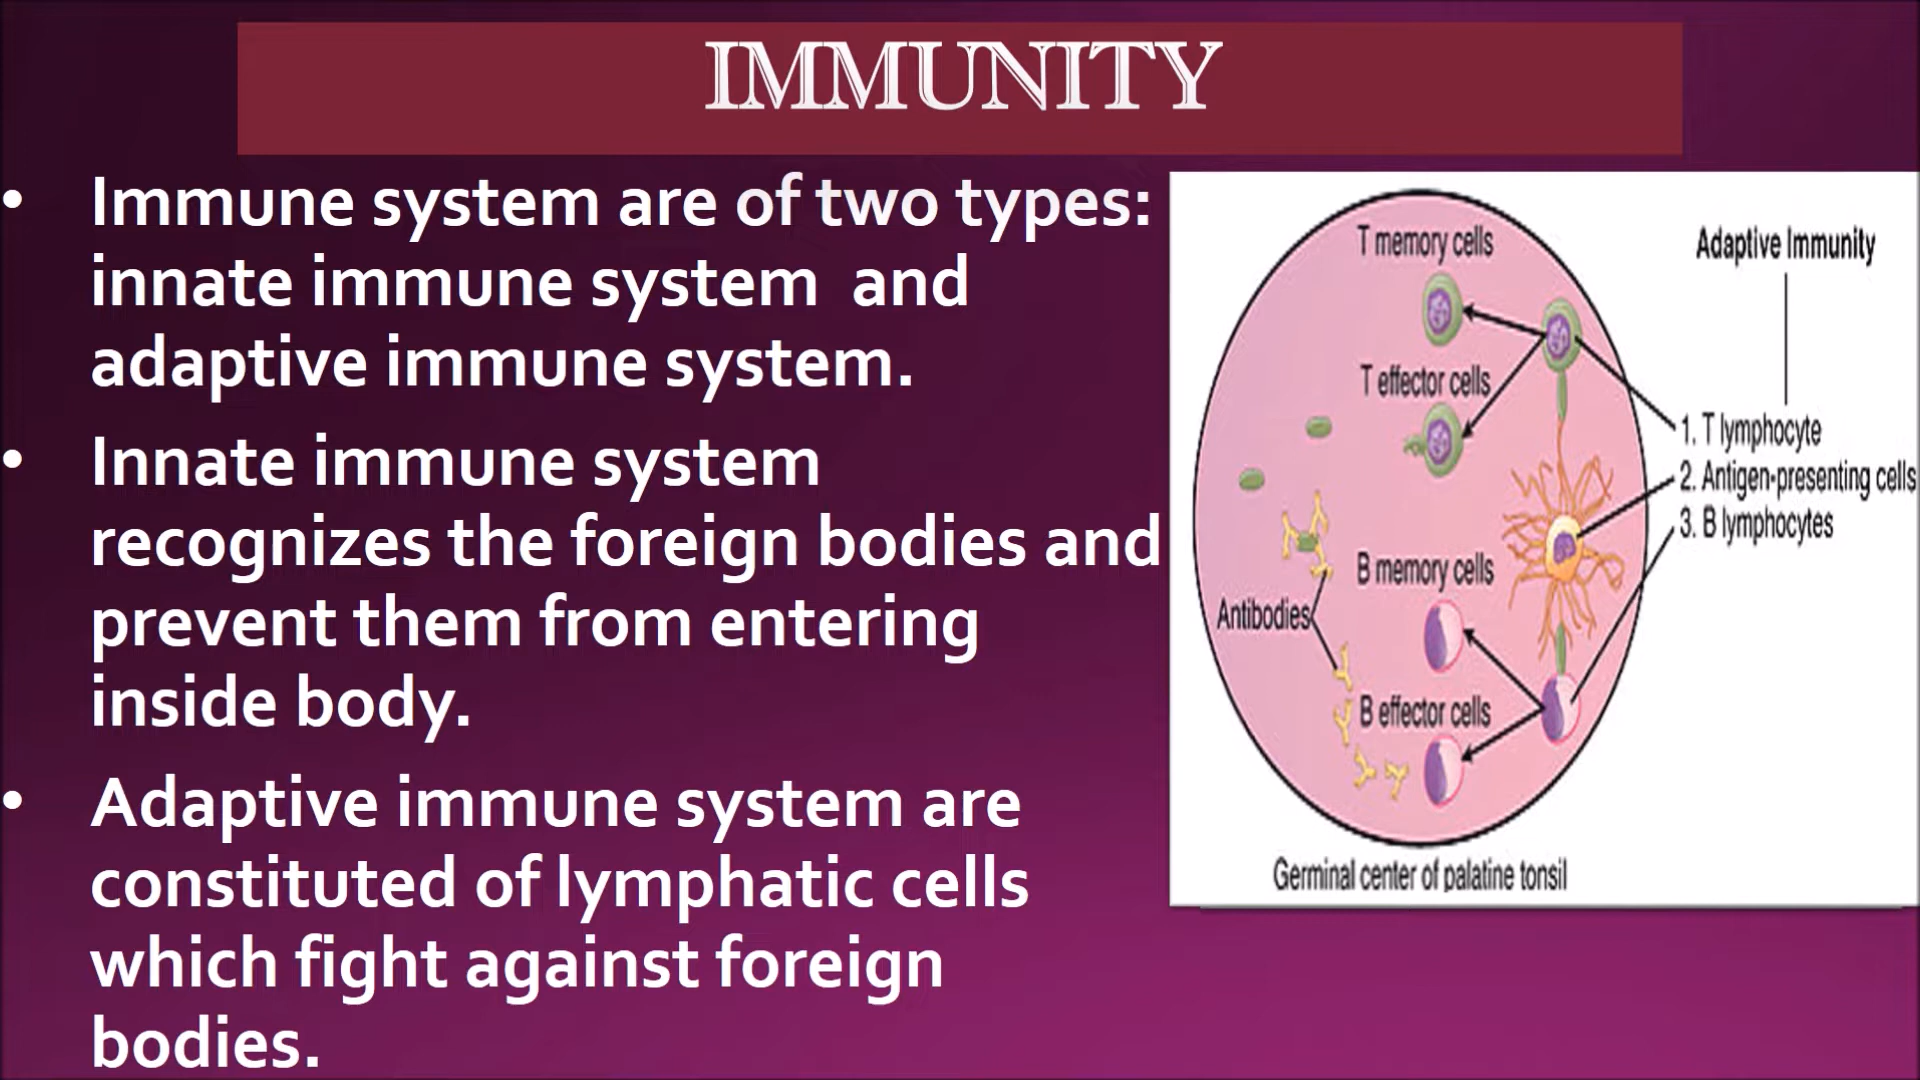 IMMUNITY
• Immune system are of two types:
innate immune system  and
adaptive immune system.
• Innate immune system
recognizes the foreign bodies and
prevent them from entering
inside body.
• Adaptive immune system are
constituted of lymphatic cells
which fight against foreign
bodies.
T memory cells
T effector cells
B memory cells
Antibodies
B effector cells
Adaptive Immunity
1. T lymphocyte
2. Antigen-presenting cells
3. B lymphocytes
Germinal center of palatine tonsil